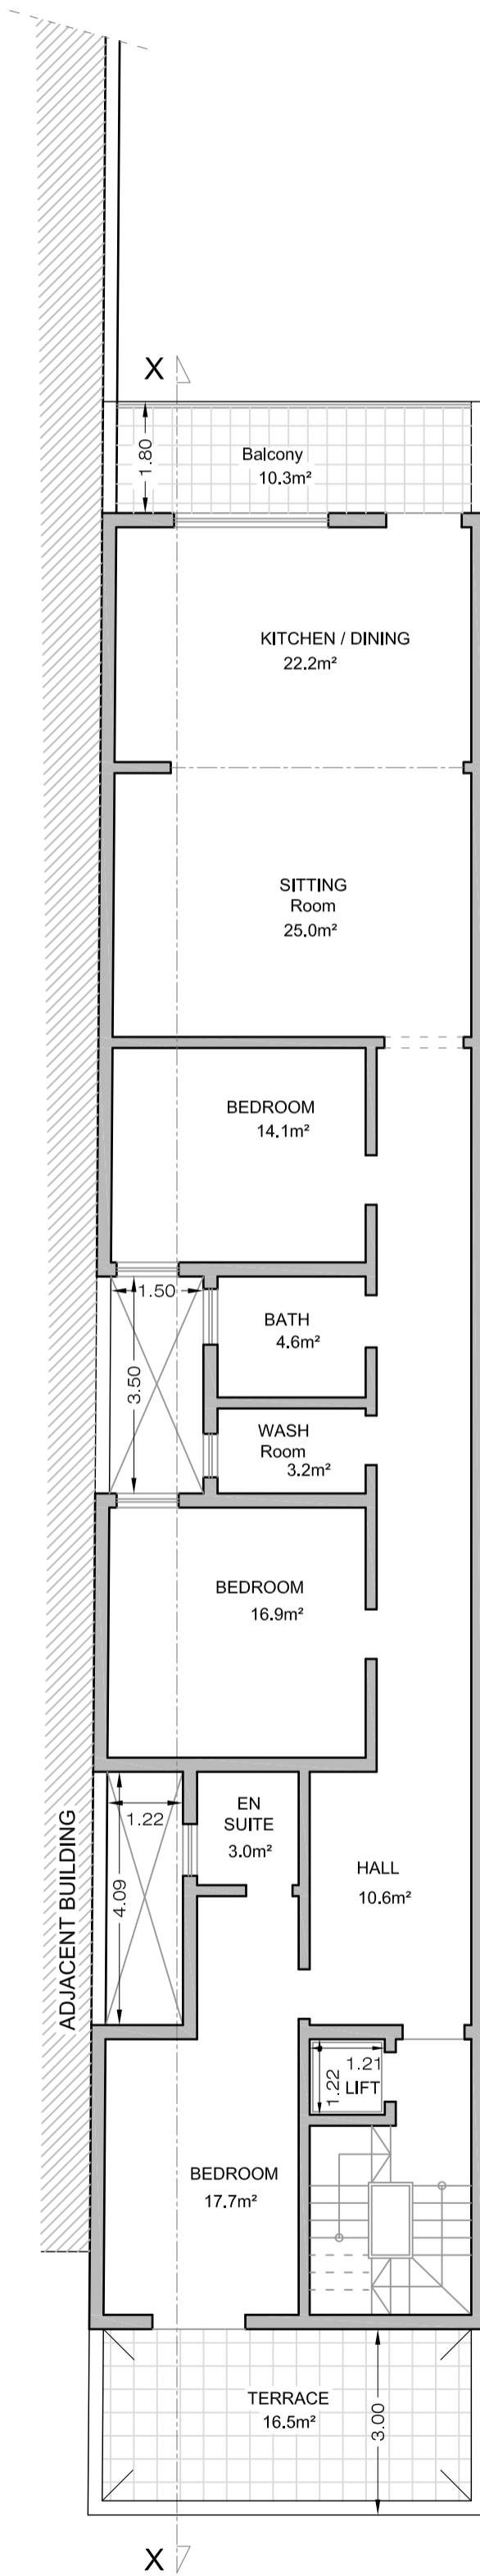 X
1.80
Balcony
10.3m²
KITCHEN / DINING
22.2m²
SITTING
Room
25.0m²
BEDROOM
14.1m²
1.50
3.50
BATH
4.6m²
WASH
Room
3.2m²
BEDROOM
16.9m²
1.22
4.09
EN
SUITE
3.0m²
HALL
10.6m²
ADJACENT BUILDING
1.21
1.22
LIFT
BEDROOM
17.7m²
TERRACE
16.5m²
3.00
X